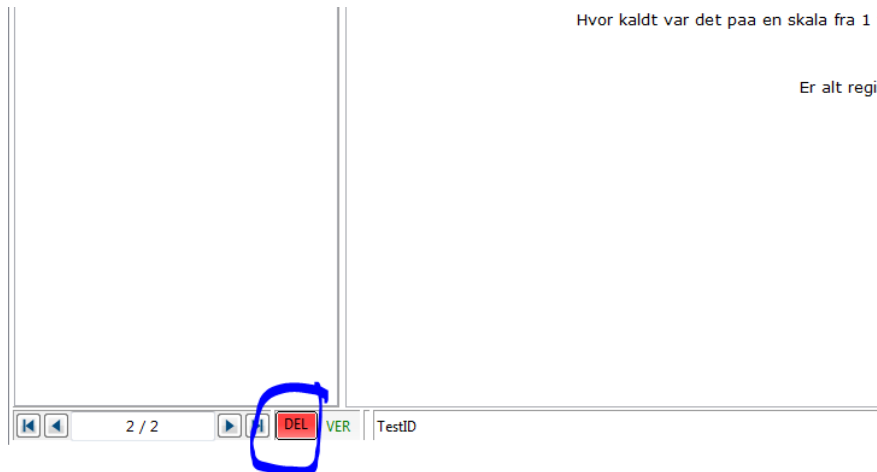 Hvor kaldt var det paa en skala fra 1
Er alt regi
2 / 2 DEL VER TestID